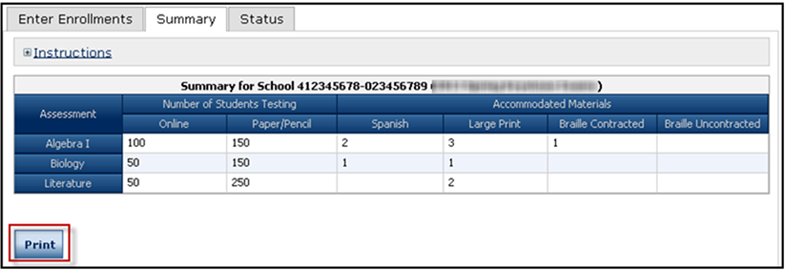 Enter Enrollments Summary Status
Instructions
Summary for School 412345678-023456789 ( )
Assessment Number of Students Testing Accommodated Materials
Online Paper/Pencil Spanish Large Print Braille Contracted Braille Uncontracted
Algebra I 100 150 2 3 1
Biology 50 150 1 1
Literature 50 250 2
Print